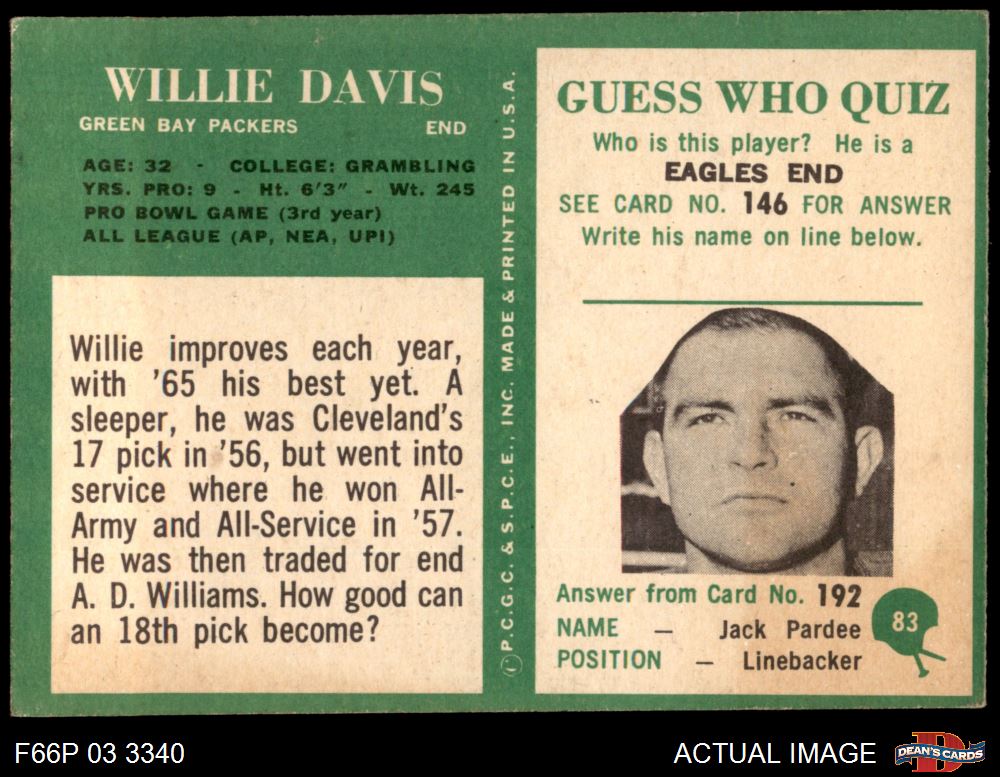 WILLIE DAVIS
GREEN BAY PACKERS END
AGE: 32 - COLLEGE: GRAMBLING
YRS. PRO: 9 - Ht. 6'3" - Wt. 245
PRO BOWL GAME (3rd year)
ALL LEAGUE (AP, NEA, UPI)
Willie improves each year,
with '65 his best yet. A
sleeper, he was Cleveland's
17 pick in '56, but went into
service where he won All-
Army and All-Service in '57.
He was then traded for end
A. D. Williams. How good can
an 18th pick become?
© P.C.G.C. & S.P.C.E., INC. MADE & PRINTED IN U.S.A.
GUESS WHO QUIZ
Who is this player? He is a
EAGLES END
SEE CARD NO. 146 FOR ANSWER
Write his name on line below.
Answer from Card No. 192
NAME — Jack Pardee
POSITION — Linebacker
83
F66P 03 3340
ACTUAL IMAGE
D
DEAN'S CARDS